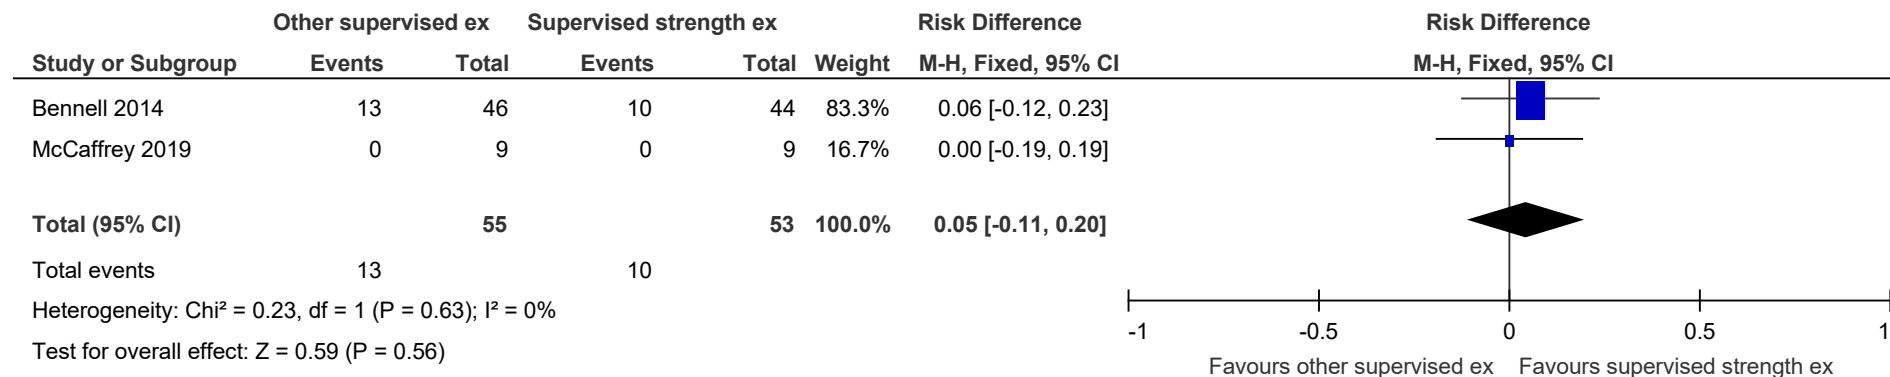 Other supervised ex Supervised strength ex Risk Difference Risk Difference
Study or Subgroup Events Total Events Total Weight M-H, Fixed, 95% CI M-H, Fixed, 95% CI
Bennell 2014 13 46 10 44 83.3% 0.06 [-0.12, 0.23]
McCaffrey 2019 0 9 0 9 16.7% 0.00 [-0.19, 0.19]
Total (95% CI) 55 53 100.0% 0.05 [-0.11, 0.20]
Total events 13 10
Heterogeneity: Chi² = 0.23, df = 1 (P = 0.63); I² = 0%
Test for overall effect: Z = 0.59 (P = 0.56)
-1 -0.5 0 0.5 1
Favours other supervised ex Favours supervised strength ex